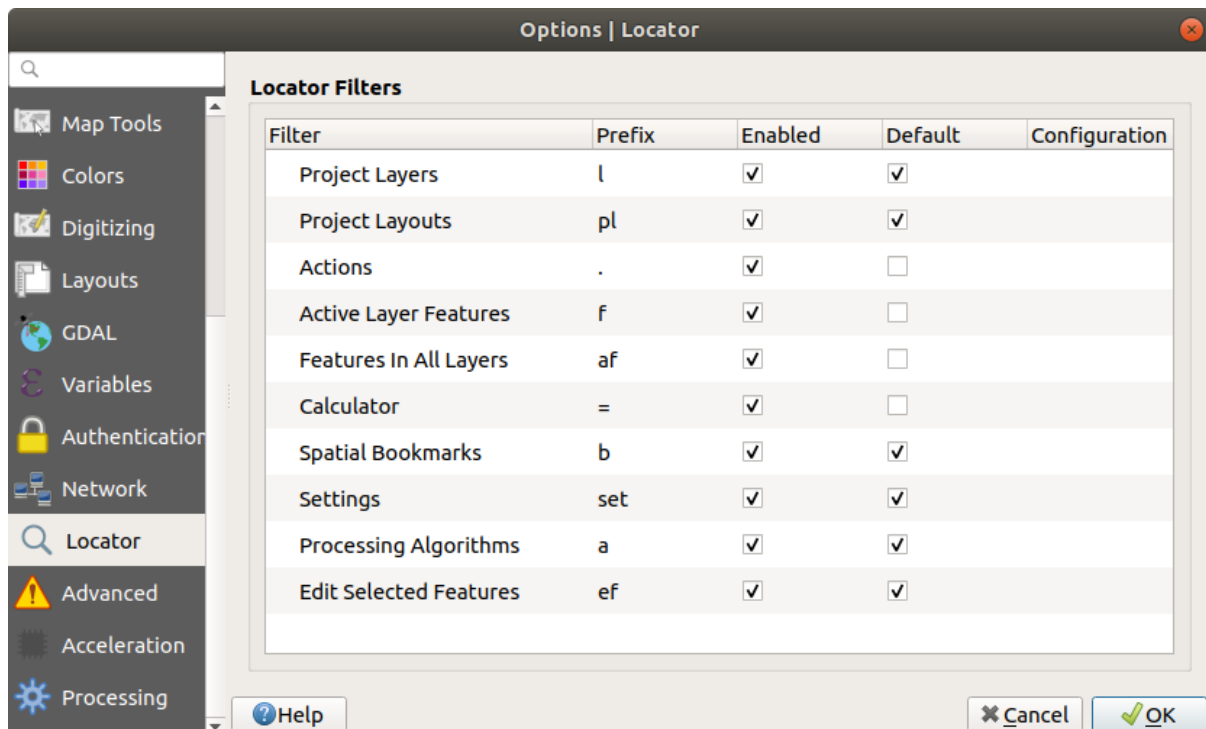 Options | Locator
Map Tools
Colors
Digitizing
Layouts
GDAL
Variables
Authentication
Network
Locator
Advanced
Acceleration
Processing
Locator Filters
Filter Prefix Enabled Default Configuration
Project Layers l
Project Layouts pl
Actions .
Active Layer Features f
Features In All Layers af
Calculator =
Spatial Bookmarks b
Settings set
Processing Algorithms a
Edit Selected Features ef
Help
Cancel
OK